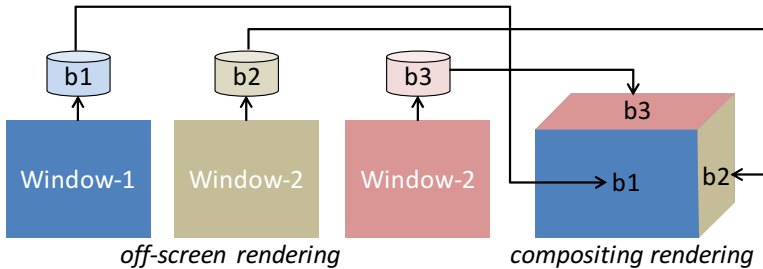 b1
b2
b3
Window-1
Window-2
Window-2
b3
b1
b2
off-screen rendering
compositing rendering